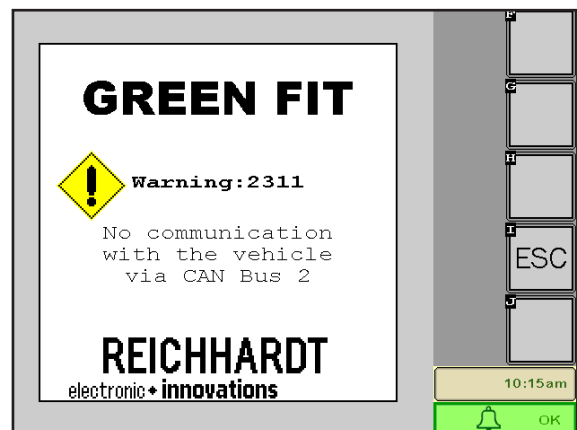 GREEN FIT
Warning:2311
No communication
with the vehicle
via CAN Bus 2
REICHHARDT
electronic innovations
F
G
H
I
ESC
J
10:15am
OK